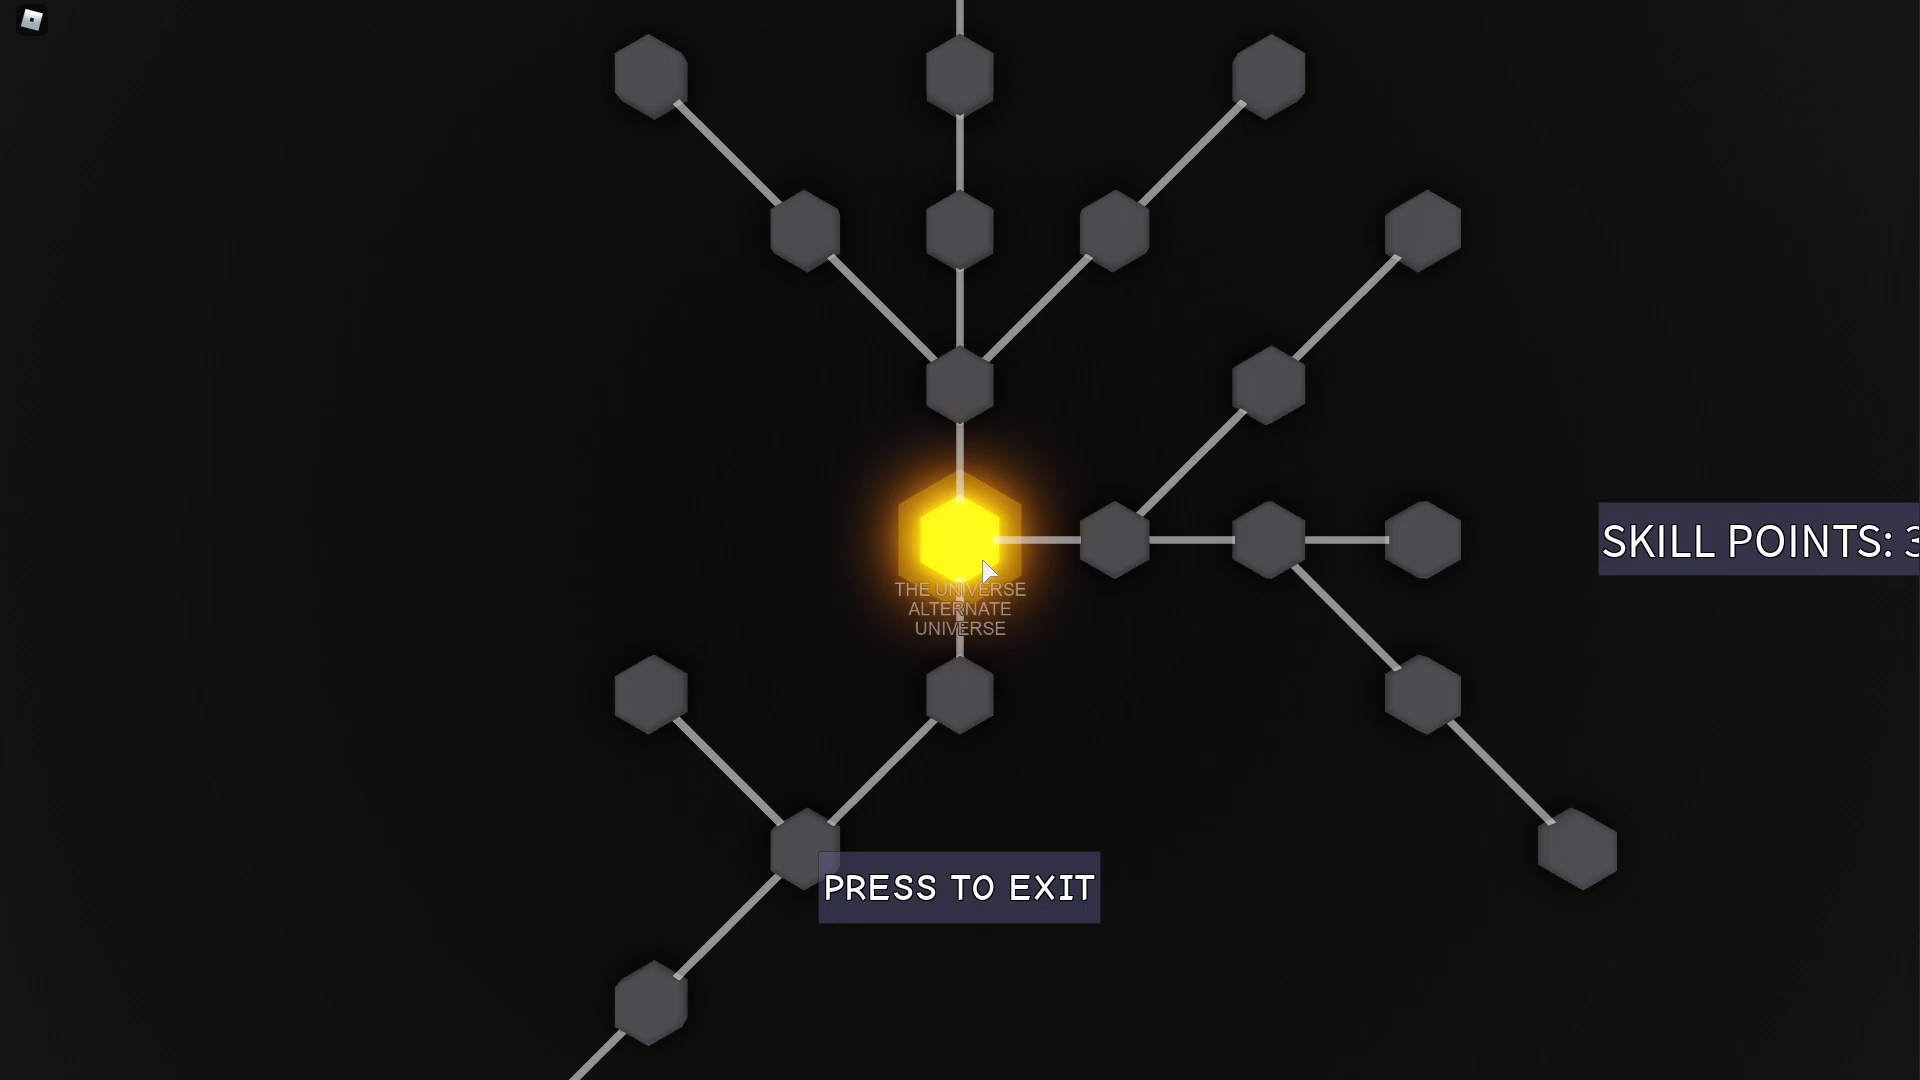 SKILL POINTS: 3
THE UNIVERSE
ALTERNATE
UNIVERSE
PRESS TO EXIT